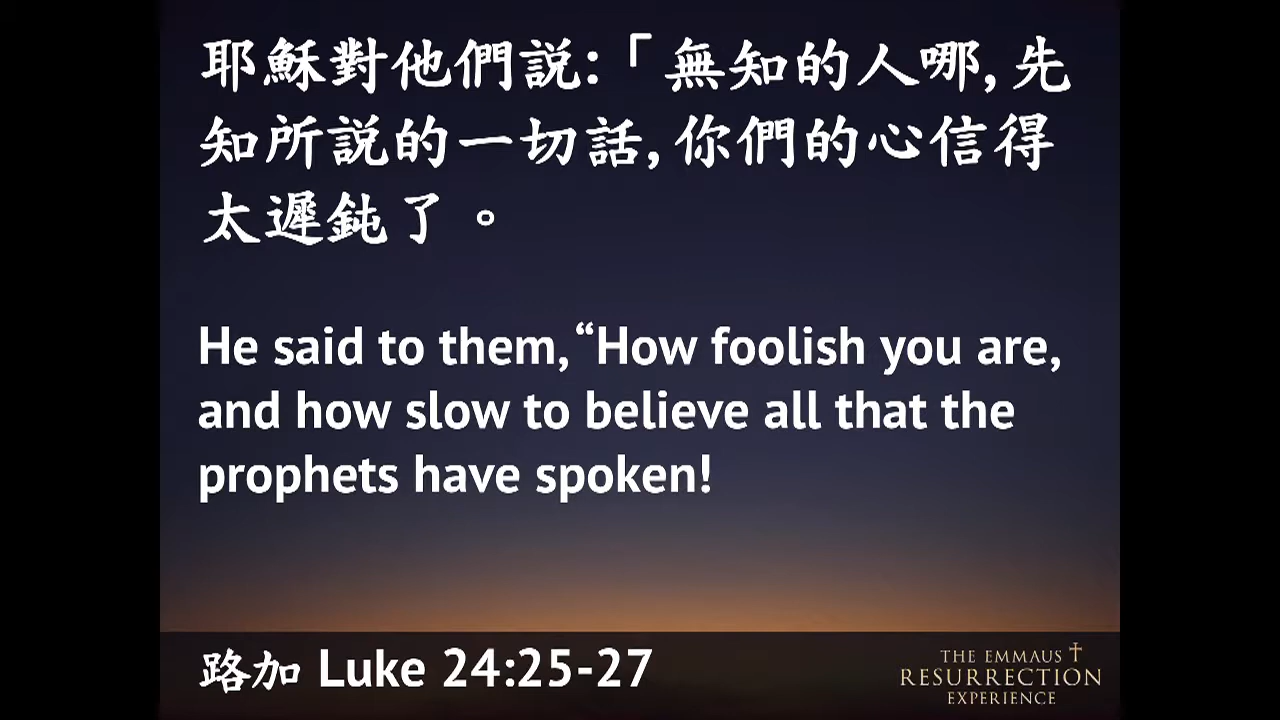 耶穌對他們説:「無知的人哪,先
知所説的一切話,你們的心信得
太遲鈍了。
He said to them, “How foolish you are,
and how slow to believe all that the
prophets have spoken!
路加 Luke 24:25-27
THE EMMAUS
RESURRECTION
EXPERIENCE